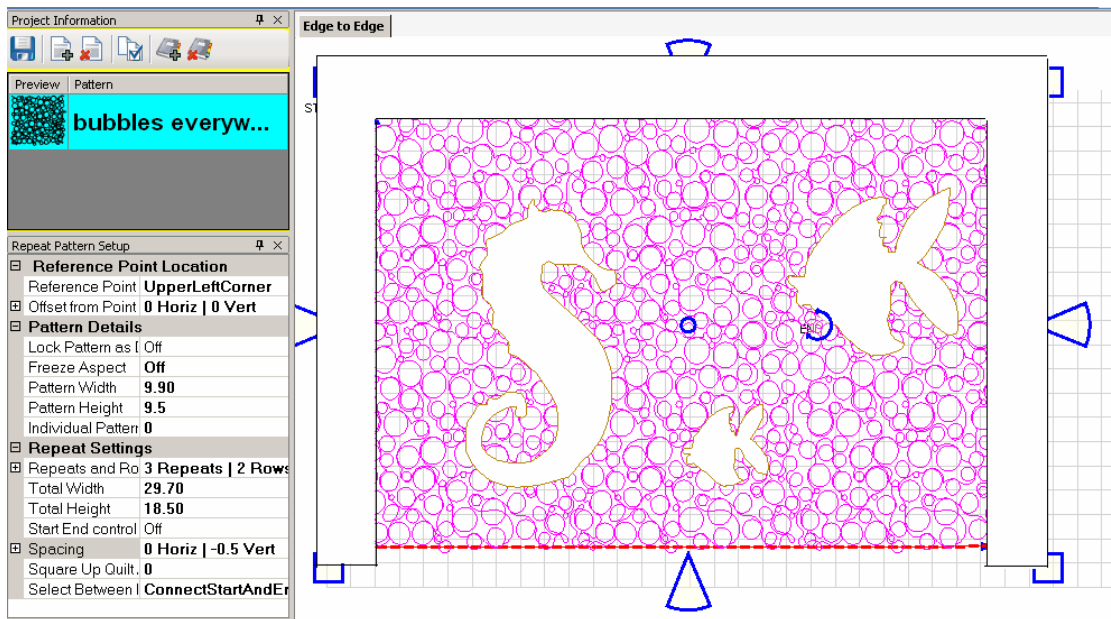 Project Information
Edge to Edge
Preview Pattern
bubbles everyw...
ST
Repeat Pattern Setup
Reference Point Location
Reference Point UpperLeftCorner
Offset from Point 0 Horiz | 0 Vert
Pattern Details
Lock Pattern as Off
Freeze Aspect Off
Pattern Width 9.90
Pattern Height 9.5
Individual Pattern 0
Repeat Settings
Repeats and Ro 3 Repeats | 2 Rows
Total Width 29.70
Total Height 18.50
Start End control Off
Spacing 0 Horiz | -0.5 Vert
Square Up Quilt. 0
Select Between ConnectStartAndEr